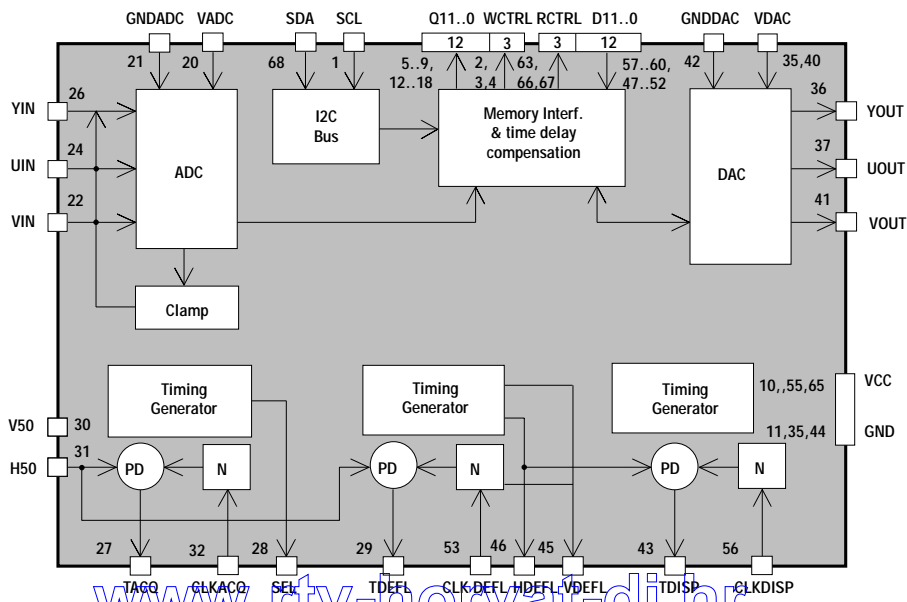 GNDADC VADC SDA SCL Q11..0 WCTRL RCTRL D11..0 GNDDAC VDAC
12 3 3 12
21 20 68 1 5..9, 2, 63, 57..60, 42 35,40
12..18 3,4 66,67 47..52
YIN 26
UIN 24
VIN 22
ADC
I2C
Bus
Memory Interf.
& time delay
compensation
DAC
36 YOUT
37 UOUT
41 VOUT
Clamp
Timing
Generator
Timing
Generator
Timing
Generator
10,,55,65 VCC
11,35,44 GND
V50 30
H50 31
PD N PD N PD N
27 32 28 29 53 46 45 43 56
TACQ CLKACQ SEL TDEFL CLK DEFL HDEFL VDEFL TDISP CLKDISP
www.rtv-horvat-dj.hr